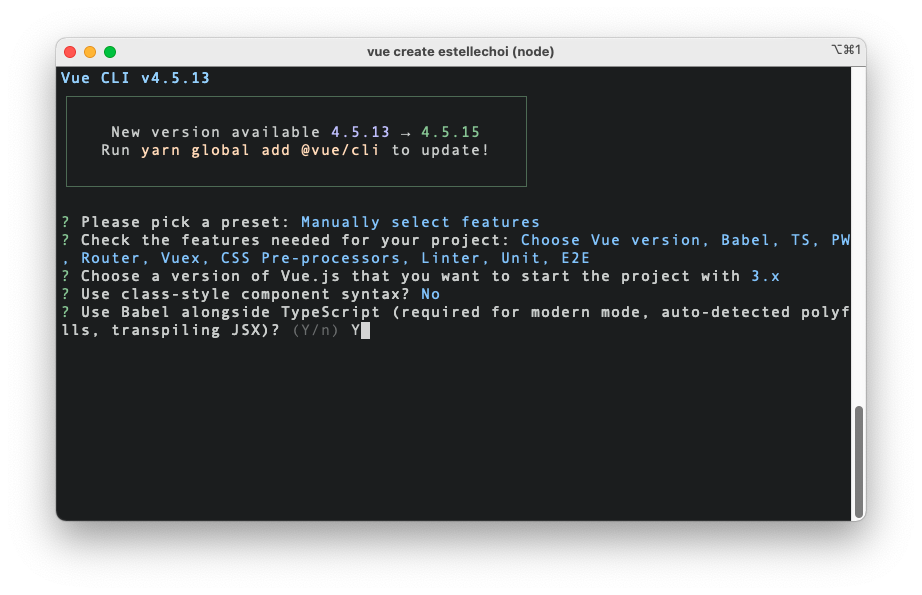 vue create estellechoi (node)
⌥⌘1
Vue CLI v4.5.13
New version available 4.5.13 → 4.5.15
Run yarn global add @vue/cli to update!
? Please pick a preset: Manually select features
? Check the features needed for your project: Choose Vue version, Babel, TS, PW
, Router, Vuex, CSS Pre-processors, Linter, Unit, E2E
? Choose a version of Vue.js that you want to start the project with 3.x
? Use class-style component syntax? No
? Use Babel alongside TypeScript (required for modern mode, auto-detected polyf
lls, transpiling JSX)? (Y/n) Y